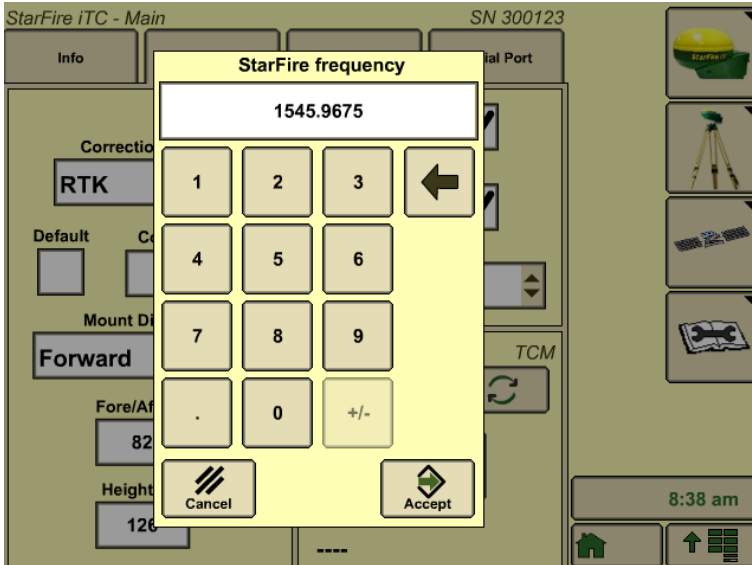 StarFire iTC - Main
SN 300123
Info
ial Port
StarFire frequency
1545.9675
Correctio
RTK
1
2
3
Default
Co
4
5
6
Mount Di
Forward
7
8
9
TCM
Fore/Af
82
.
0
+/-
Height
126
Cancel
Accept
----
8:38 am